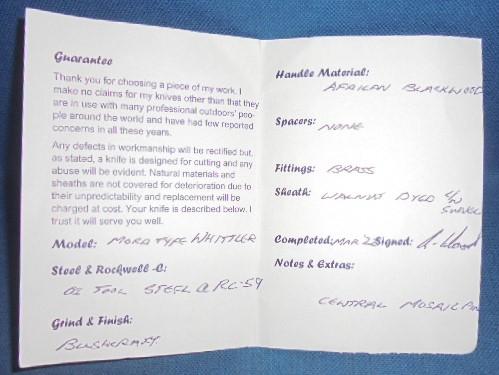 Guarantee
Thank you for choosing a piece of my work. I
make no claims for my knives other than that they
are in use with many professional outdoors' peo-
ple around the world and have had few reported
concerns in all these years.
Any defects in workmanship will be rectified but,
as stated, a knife is designed for cutting and any
abuse will be evident. Natural materials and
sheaths are not covered for deterioration due to
their unpredictability and replacement will be
charged at cost. Your knife is described below. I
trust it will serve you well.
Model: MORA TYPE WHITTLER
Steel & Rockwell -C:
O1 TOOL STEEL @ RC-59
Grind & Finish:
BUSHCRAFT
Handle Material:
AFRICAN BLACKWOOD
Spacers: NONE
Fittings: BRASS
Sheath: WALNUT DYED C/W
SWIVEL
Completed: MAR 23 Signed:
Notes & Extras:
CENTRAL MOSAIC PIN